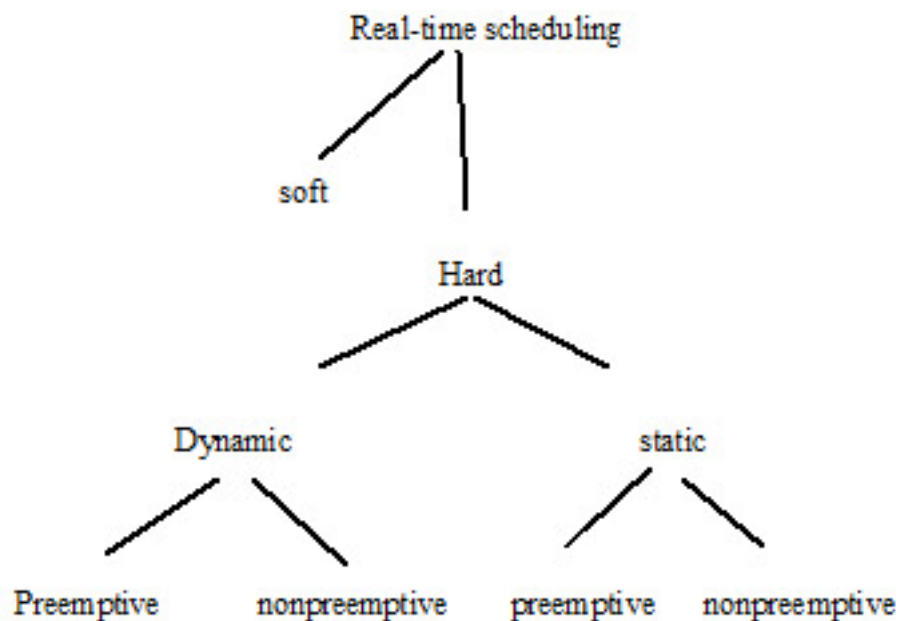 Real-time scheduling
soft
Hard
Dynamic static
Preemptive nonpreemptive preemptive nonpreemptive